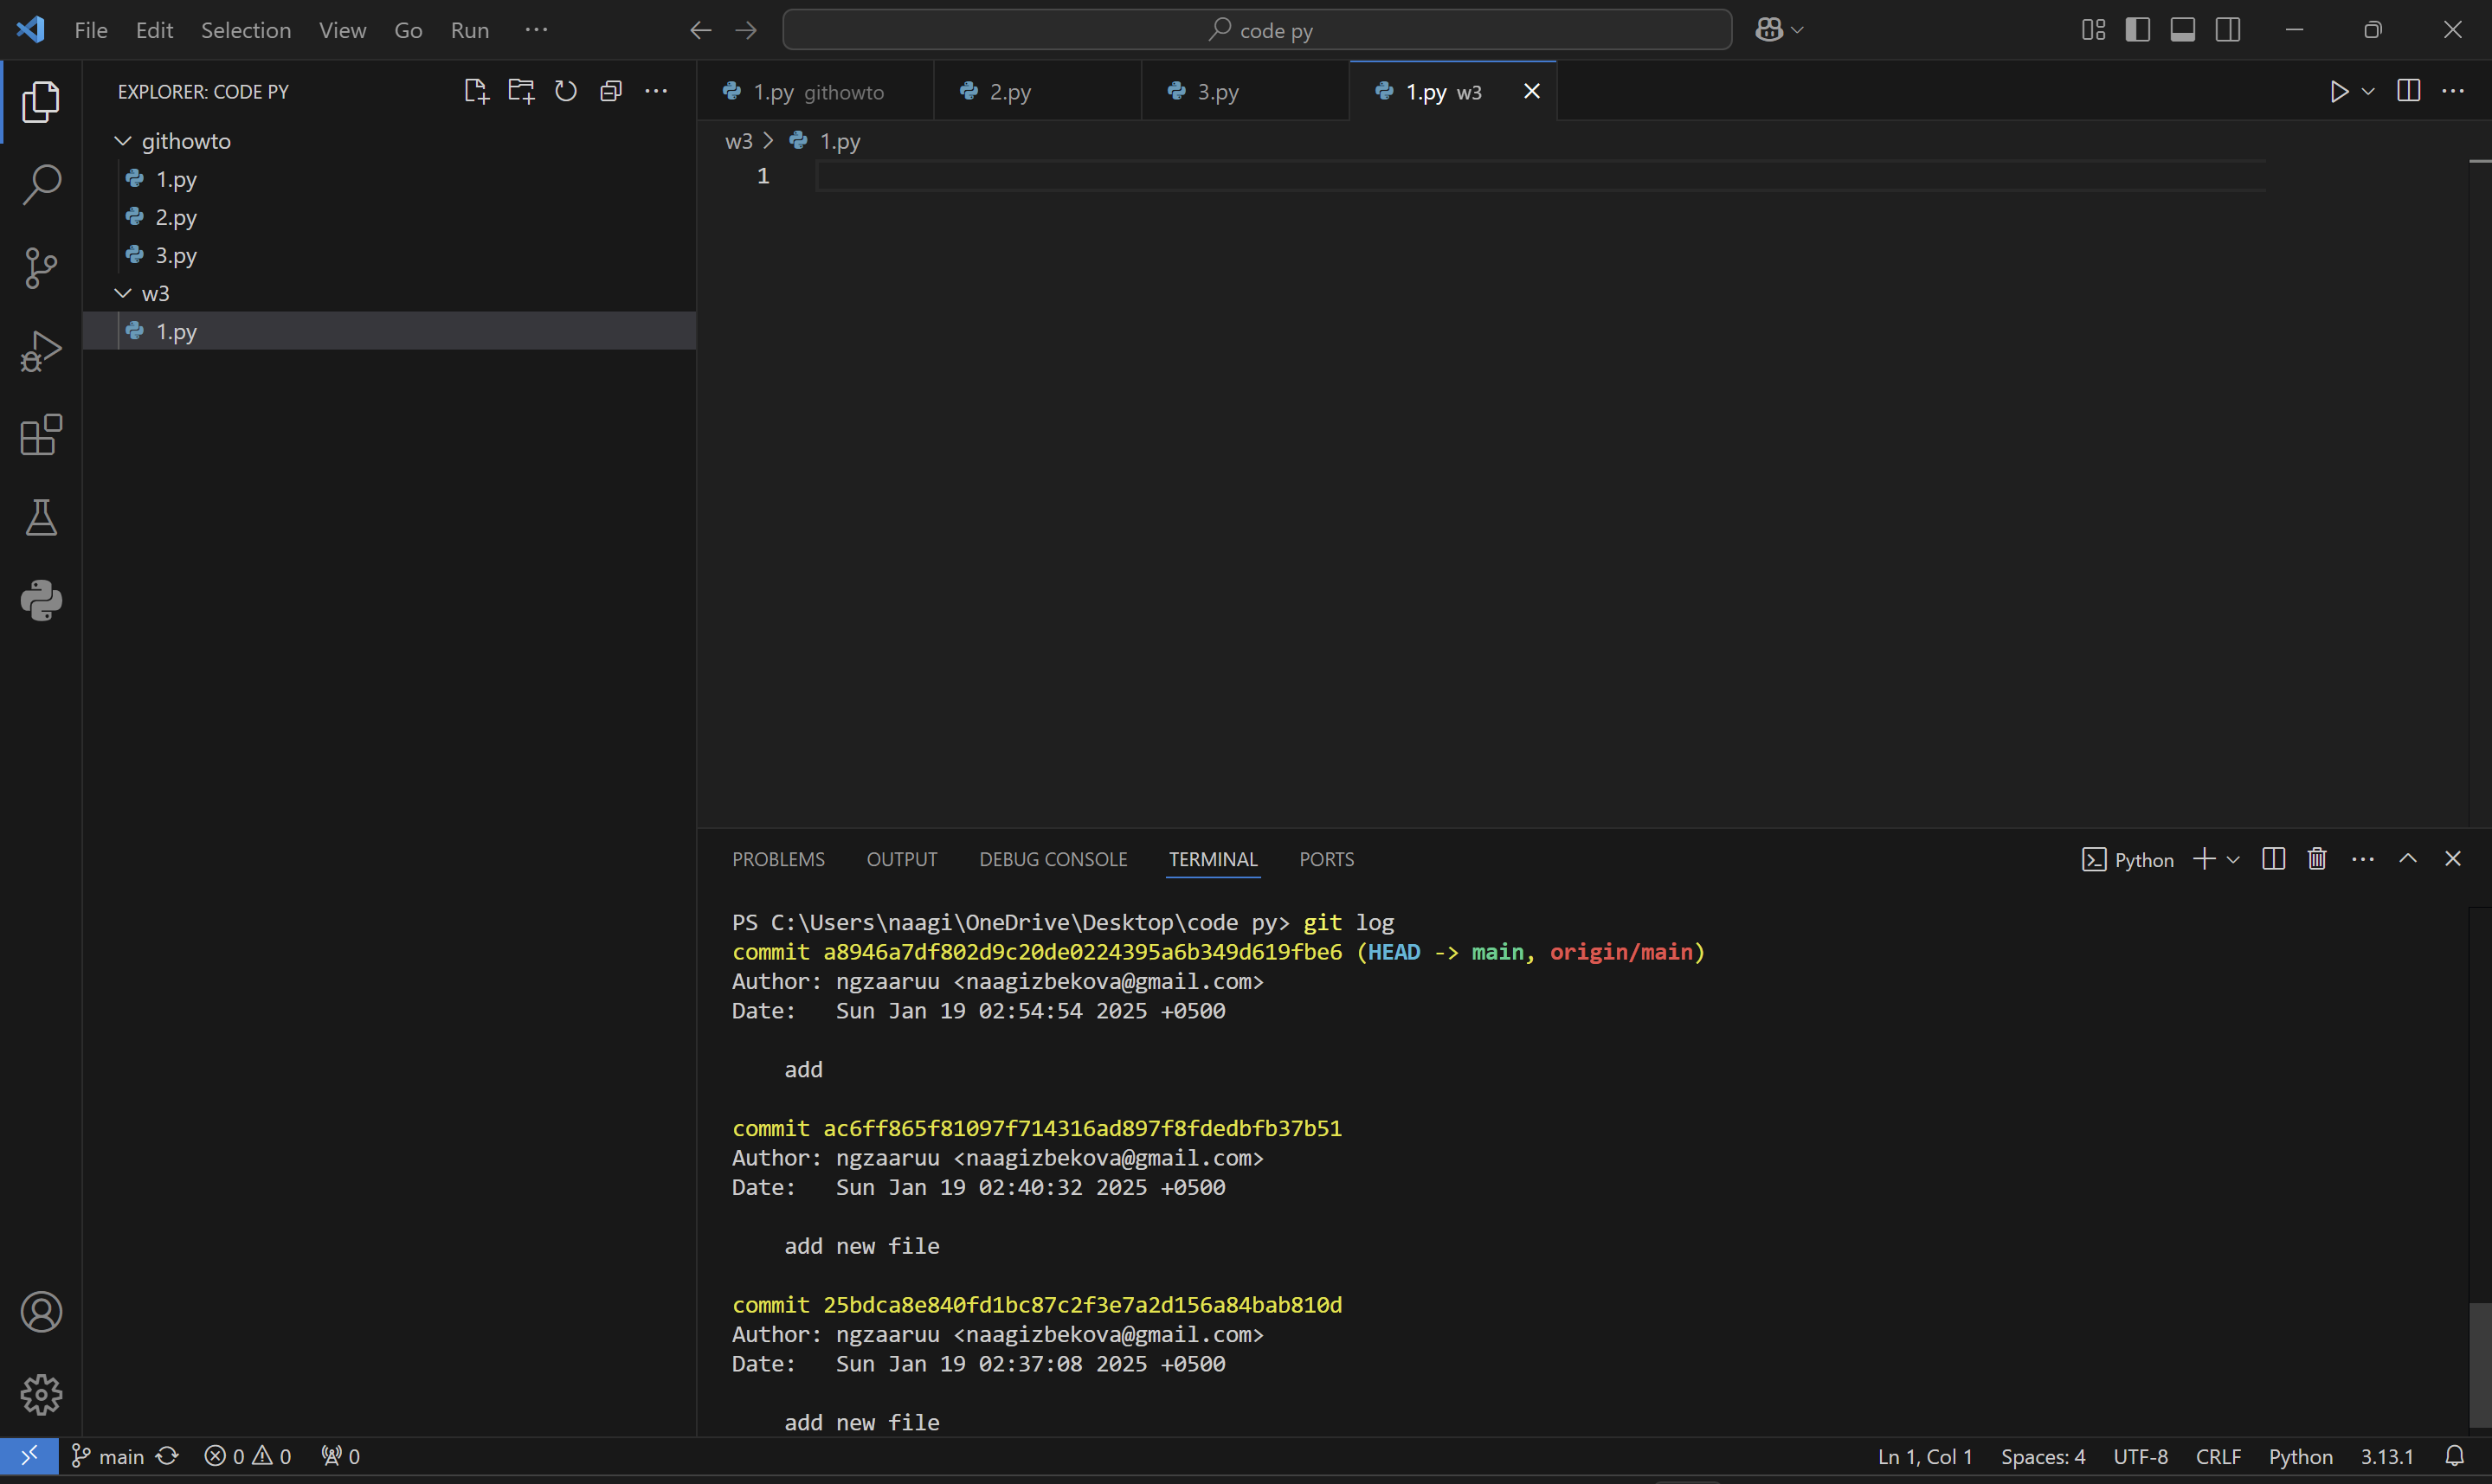 File Edit Selection View Go Run ···
code py
EXPLORER: CODE PY
githowto
1.py
2.py
3.py
w3
1.py
1.py githowto
2.py
3.py
1.py w3
w3 > 1.py
1
PROBLEMS OUTPUT DEBUG CONSOLE TERMINAL PORTS
Python
PS C:\Users\naagi\OneDrive\Desktop\code py> git log
commit a8946a7df802d9c20de0224395a6b349d619fbe6 (HEAD -> main, origin/main)
Author: ngzaaruu <naagizbekova@gmail.com>
Date:   Sun Jan 19 02:54:54 2025 +0500
add
commit ac6ff865f81097f714316ad897f8fdedbfb37b51
Author: ngzaaruu <naagizbekova@gmail.com>
Date:   Sun Jan 19 02:40:32 2025 +0500
add new file
commit 25bdca8e840fd1bc87c2f3e7a2d156a84bab810d
Author: ngzaaruu <naagizbekova@gmail.com>
Date:   Sun Jan 19 02:37:08 2025 +0500
add new file
main 0 0 0 Ln 1, Col 1 Spaces: 4 UTF-8 CRLF Python 3.13.1